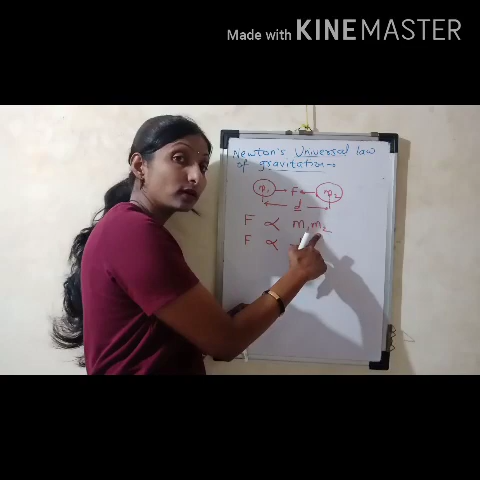 Made with KINEMASTER
Newton's Universal law
of gravitation:-
m1 F m2
d
F ∝ m1m2
F ∝